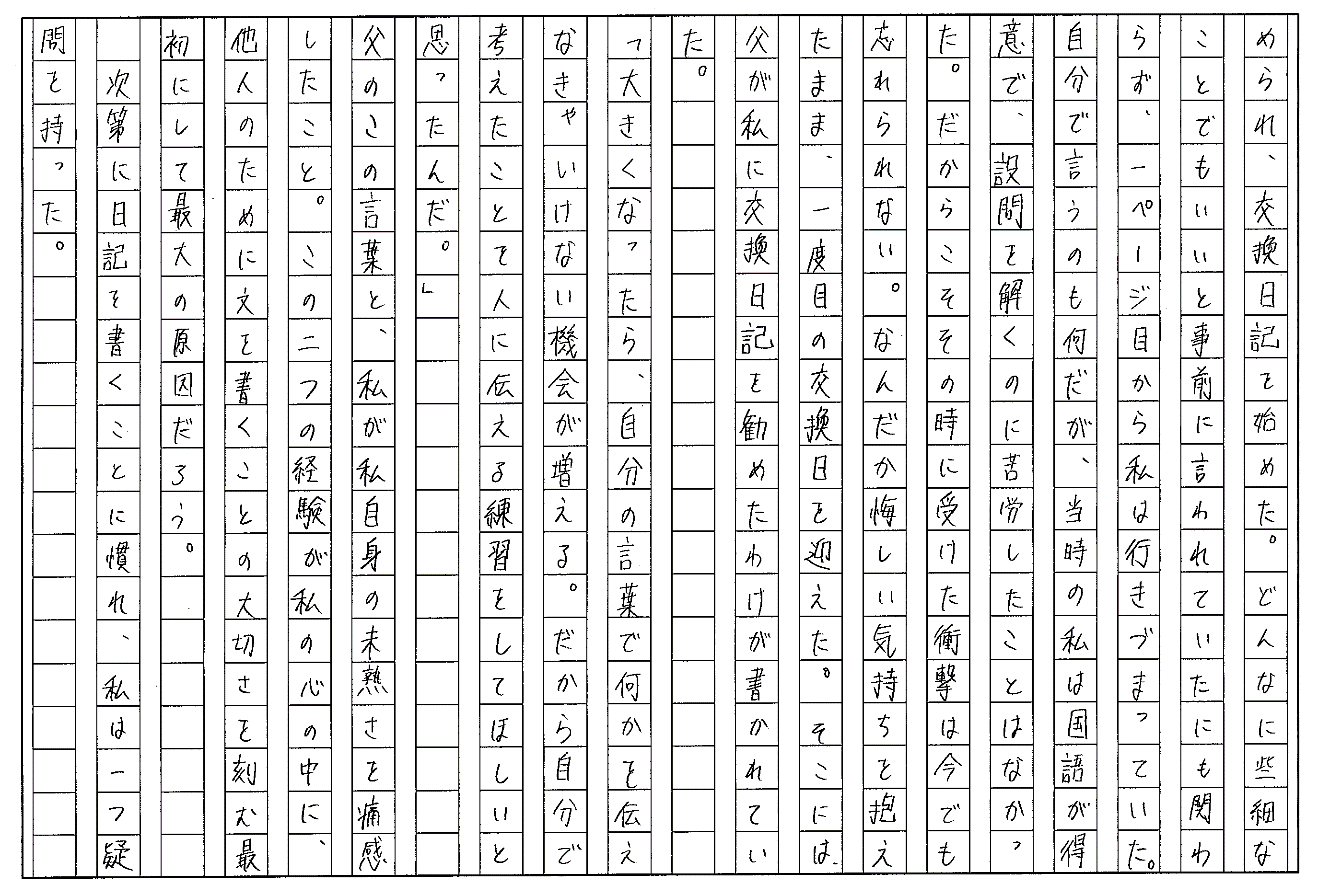 められ、交換日記を始めた。どんなに些細な
ことでもいいと事前に言われていたにも関わ
らず、一ページ目から私は行きづまっていた。
自分で言うのも何だが、当時の私は国語が得
意で、設問を解くのに苦労したことはなかっ
た。だからこそその時に受けた衝撃は今でも
忘れられない。なんだか悔しい気持ちを抱え
たまま、一度目の交換日を迎えた。そこには
父が私に交換日記を勧めたわけが書かれてい
た。
「大きくなったら、自分の言葉で何かを伝え
なきゃいけない機会が増える。だから自分で
考えたことを人に伝える練習をしてほしいと
思ったんだ。」
父のこの言葉と、私が私自身の未熟さを痛感
したこと。この二つの経験が私の心の中に、
他人のために文を書くことの大切さを刻む最
初にして最大の原因だろう。
次第に日記を書くことに慣れ、私は一つ疑
問を持った。